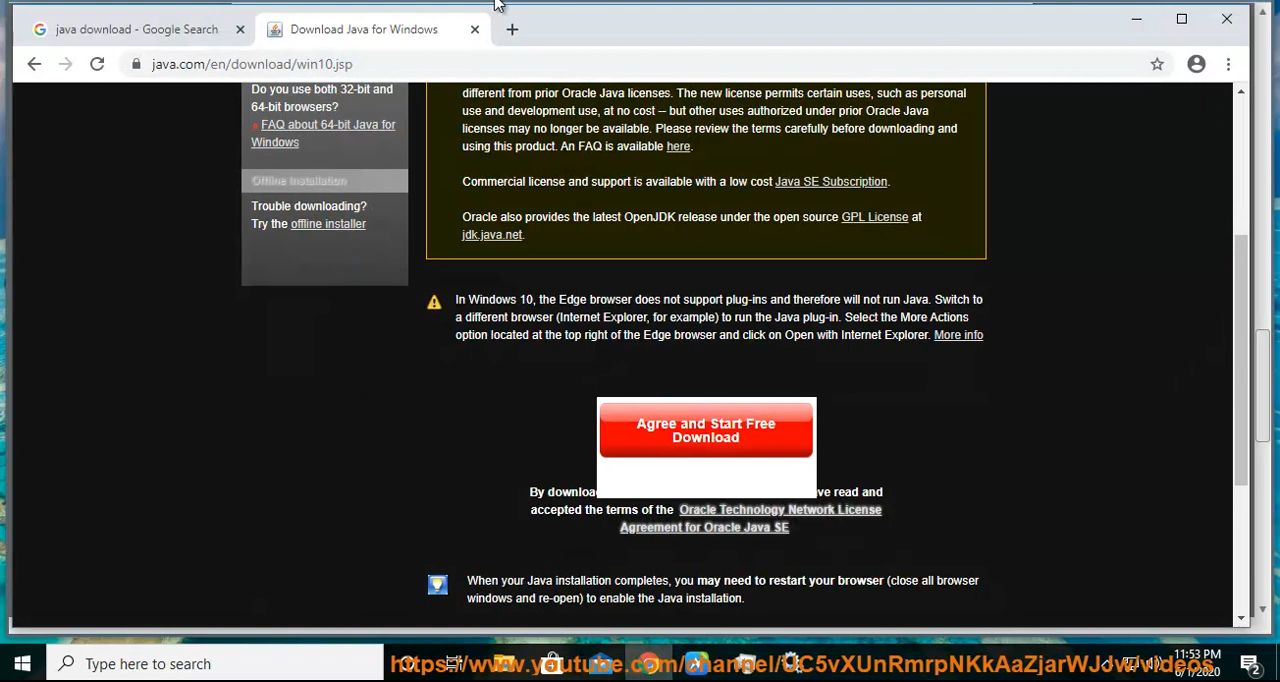 java download - Google Search
Download Java for Windows
java.com/en/download/win10.jsp
Do you use both 32-bit and
64-bit browsers?
FAQ about 64-bit Java for
Windows
Offline Installation
Trouble downloading?
Try the offline installer
different from prior Oracle Java licenses. The new license permits certain uses, such as personal
use and development use, at no cost -- but other uses authorized under prior Oracle Java
licenses may no longer be available. Please review the terms carefully before downloading and
using this product. An FAQ is available here.
Commercial license and support is available with a low cost Java SE Subscription.
Oracle also provides the latest OpenJDK release under the open source GPL License at
jdk.java.net.
In Windows 10, the Edge browser does not support plug-ins and therefore will not run Java. Switch to
a different browser (Internet Explorer, for example) to run the Java plug-in. Select the More Actions
option located at the top right of the Edge browser and click on Open with Internet Explorer. More info
Agree and Start Free
Download
By downloa ve read and
accepted the terms of the Oracle Technology Network License
Agreement for Oracle Java SE
When your Java installation completes, you may need to restart your browser (close all browser
windows and re-open) to enable the Java installation.
Type here to search
11:53 PM
6/1/2020
2